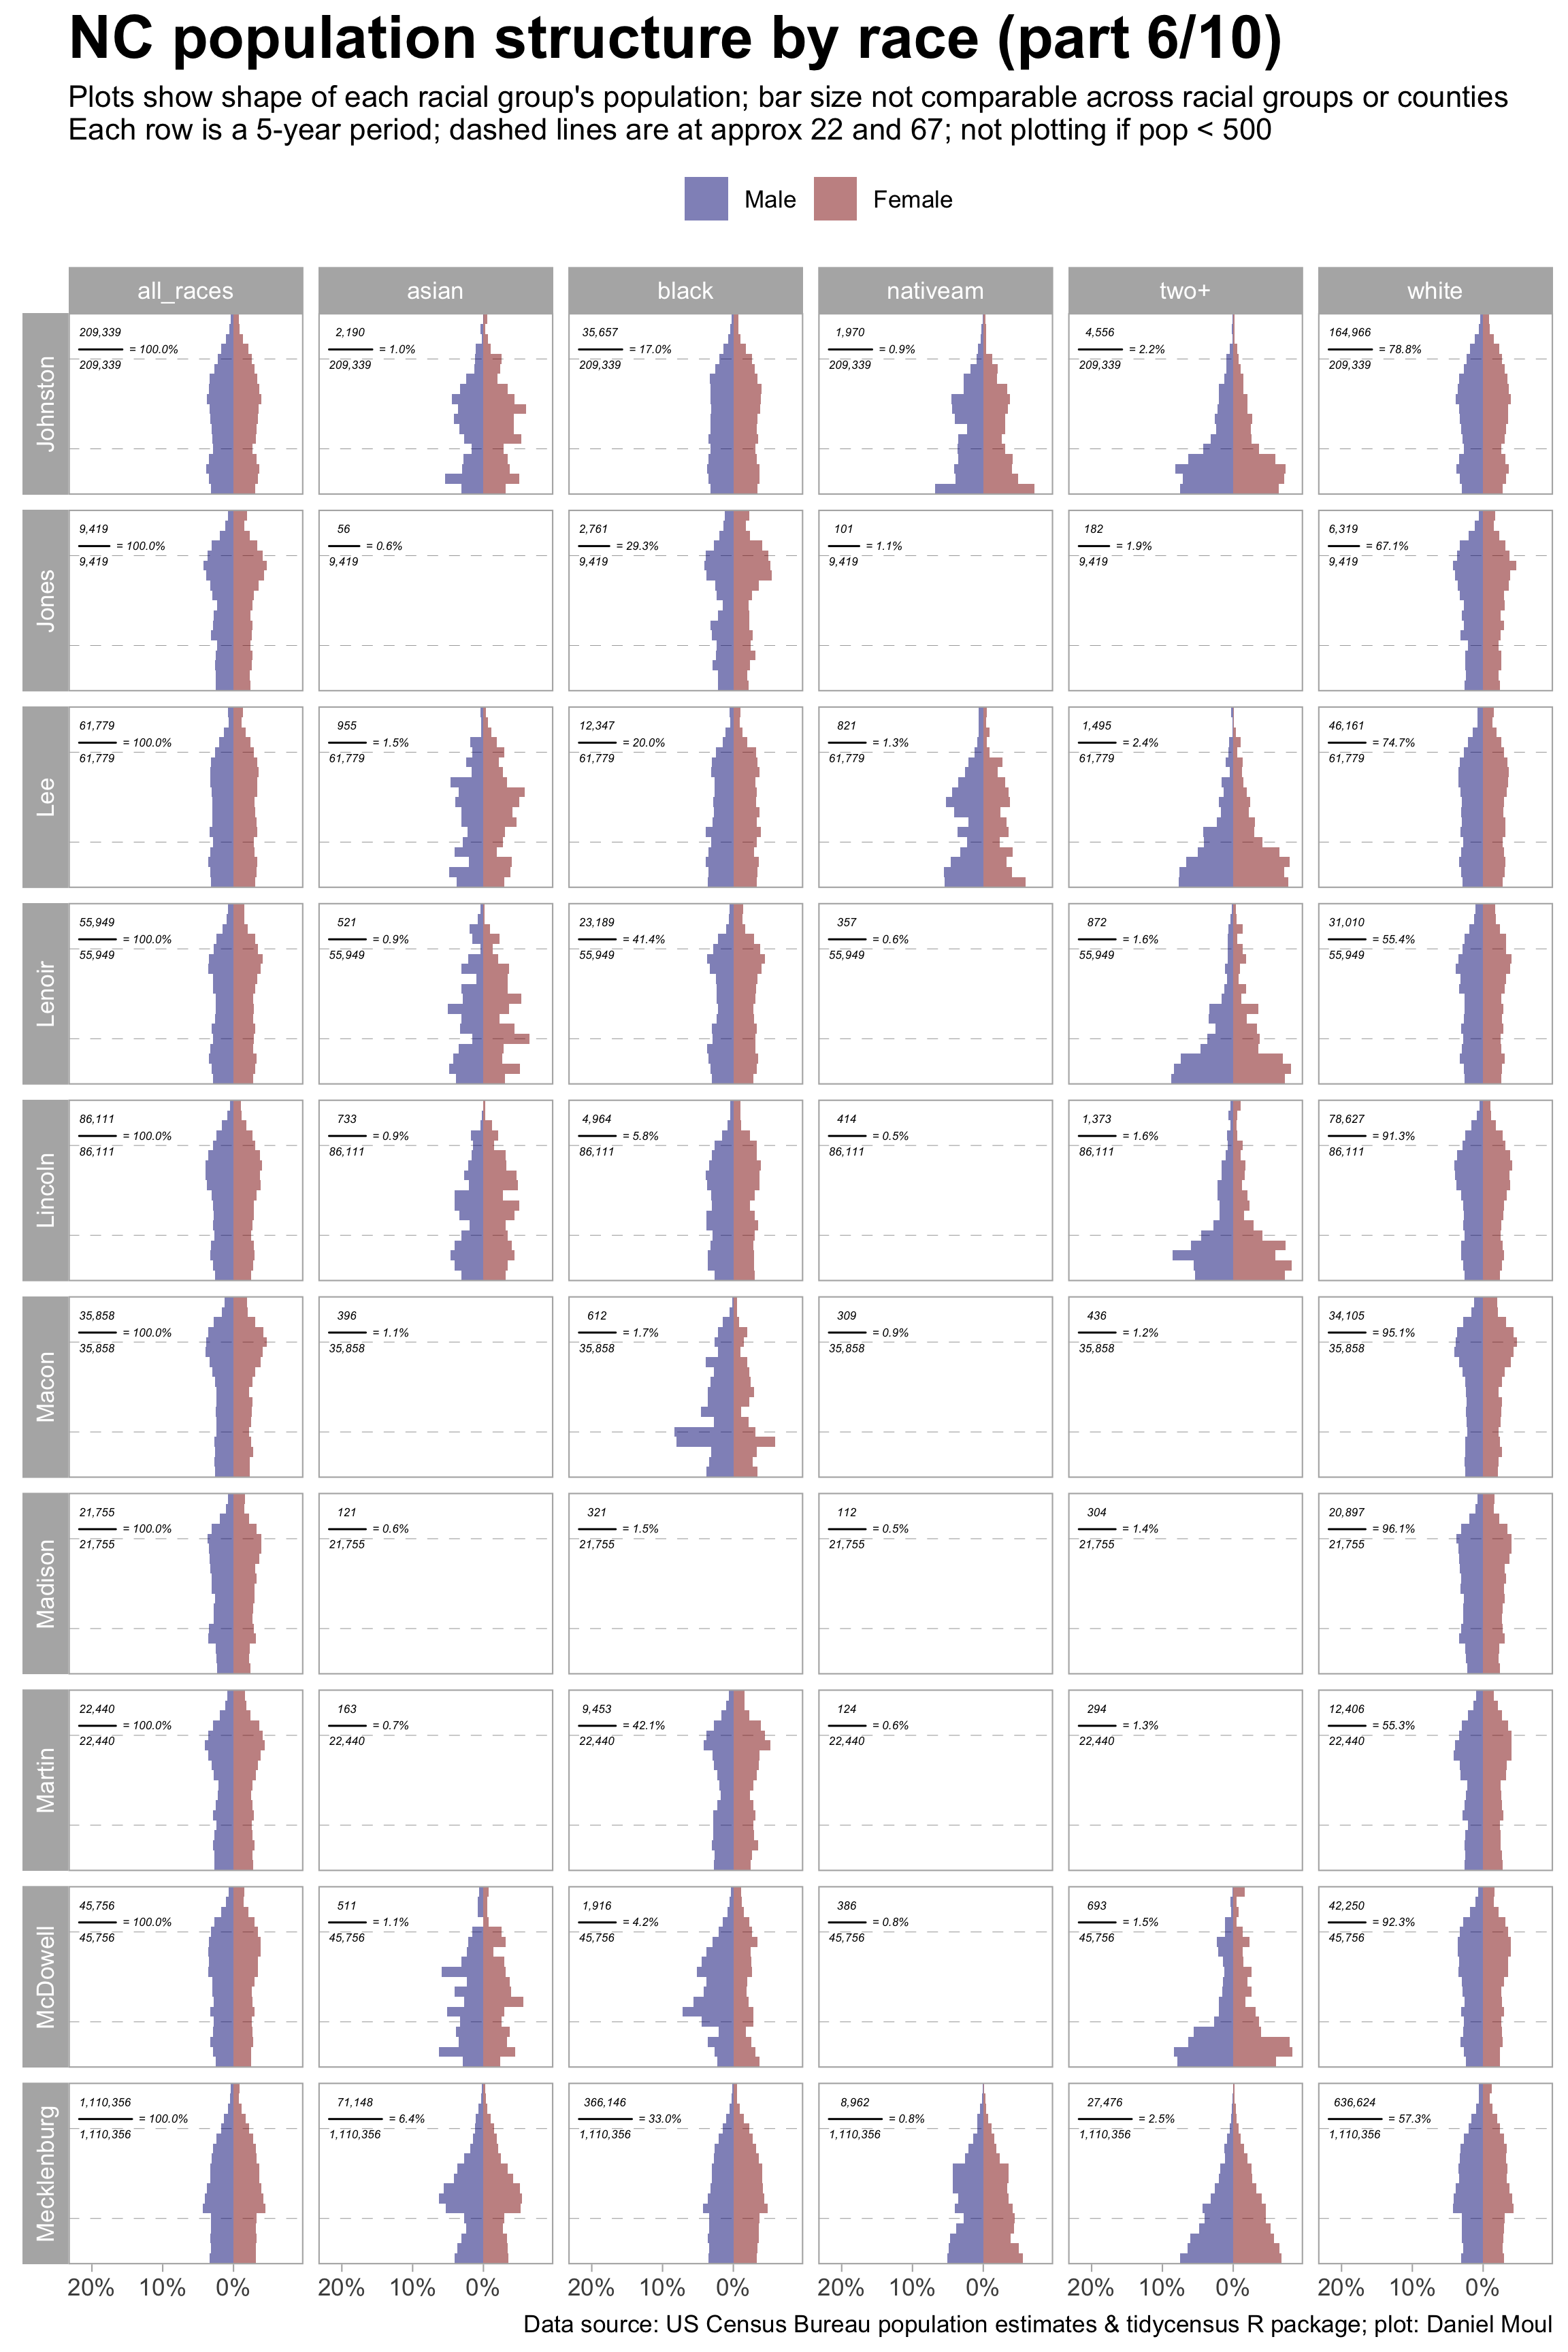 NC population structure by race (part 6/10)
Plots show shape of each racial group's population; bar size not comparable across racial groups or counties
Each row is a 5-year period; dashed lines are at approx 22 and 67; not plotting if pop < 500
Male Female
all_races asian black nativeam two+ white
Johnston
209,339 2,190 35,657 1,970 4,556 164,966
= 100.0% = 1.0% = 17.0% = 0.9% = 2.2% = 78.8%
209,339 209,339 209,339 209,339 209,339 209,339
Jones
9,419 56 2,761 101 182 6,319
= 100.0% = 0.6% = 29.3% = 1.1% = 1.9% = 67.1%
9,419 9,419 9,419 9,419 9,419 9,419
Lee
61,779 955 12,347 821 1,495 46,161
= 100.0% = 1.5% = 20.0% = 1.3% = 2.4% = 74.7%
61,779 61,779 61,779 61,779 61,779 61,779
Lenoir
55,949 521 23,189 357 872 31,010
= 100.0% = 0.9% = 41.4% = 0.6% = 1.6% = 55.4%
55,949 55,949 55,949 55,949 55,949 55,949
Lincoln
86,111 733 4,964 414 1,373 78,627
= 100.0% = 0.9% = 5.8% = 0.5% = 1.6% = 91.3%
86,111 86,111 86,111 86,111 86,111 86,111
Macon
35,858 396 612 309 436 34,105
= 100.0% = 1.1% = 1.7% = 0.9% = 1.2% = 95.1%
35,858 35,858 35,858 35,858 35,858 35,858
Madison
21,755 121 321 112 304 20,897
= 100.0% = 0.6% = 1.5% = 0.5% = 1.4% = 96.1%
21,755 21,755 21,755 21,755 21,755 21,755
Martin
22,440 163 9,453 124 294 12,406
= 100.0% = 0.7% = 42.1% = 0.6% = 1.3% = 55.3%
22,440 22,440 22,440 22,440 22,440 22,440
McDowell
45,756 511 1,916 386 693 42,250
= 100.0% = 1.1% = 4.2% = 0.8% = 1.5% = 92.3%
45,756 45,756 45,756 45,756 45,756 45,756
Mecklenburg
1,110,356 71,148 366,146 8,962 27,476 636,624
= 100.0% = 6.4% = 33.0% = 0.8% = 2.5% = 57.3%
1,110,356 1,110,356 1,110,356 1,110,356 1,110,356 1,110,356
20% 10% 0% 20% 10% 0% 20% 10% 0% 20% 10% 0% 20% 10% 0% 20% 10% 0%
Data source: US Census Bureau population estimates & tidycensus R package; plot: Daniel Moul